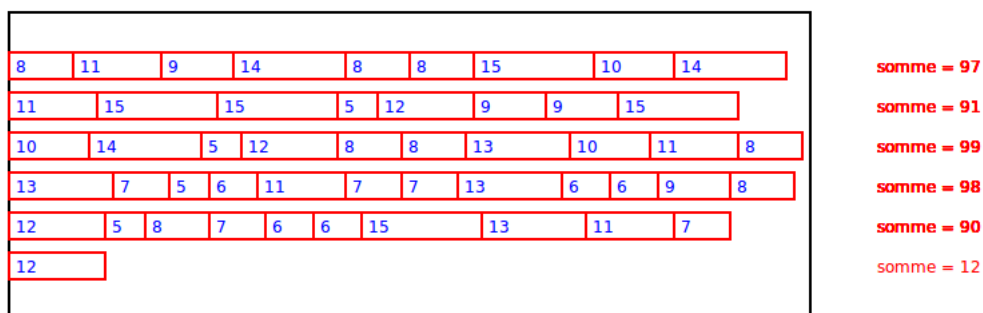 8 11 9 14 8 8 15 10 14 somme = 97
11 15 15 5 12 9 9 15 somme = 91
10 14 5 12 8 8 13 10 11 8 somme = 99
13 7 5 6 11 7 7 13 6 6 9 8 somme = 98
12 5 8 7 6 6 15 13 11 7 somme = 90
12 somme = 12